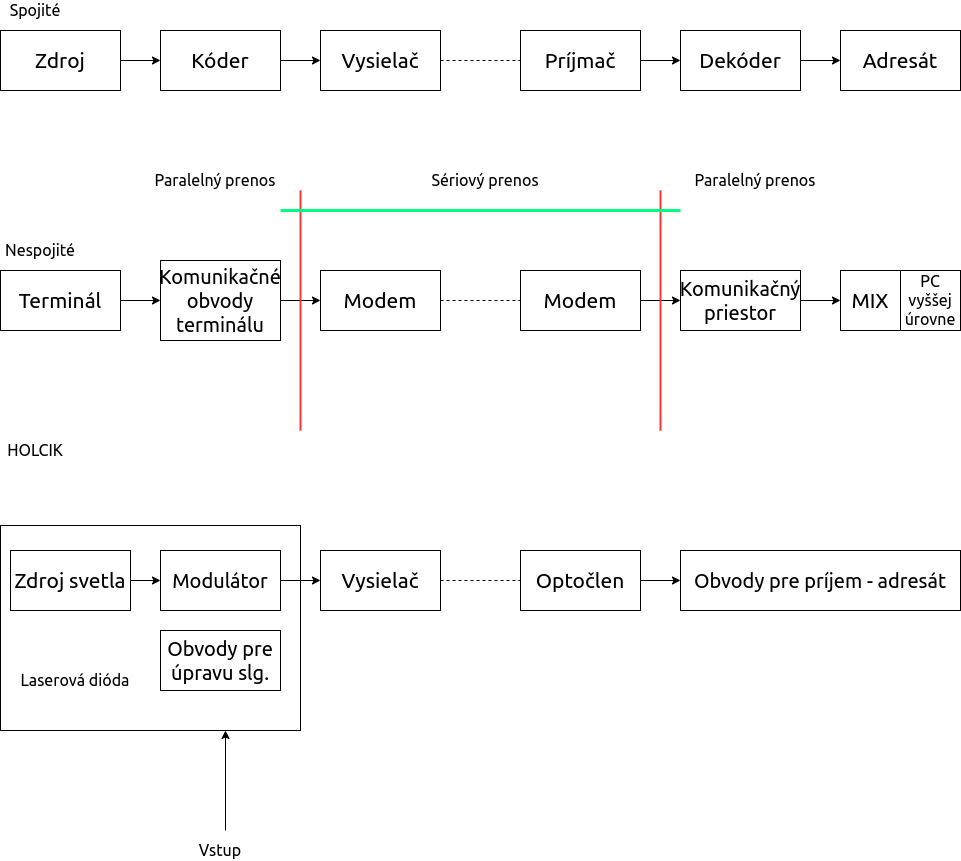 Spojité
Zdroj
Kóder
Vysielač
Príjmač
Dekóder
Adresát
Paralelný prenos
Sériový prenos
Paralelný prenos
Nespojité
Terminál
Komunikačné
obvody
terminálu
Modem
Modem
Komunikačný
priestor
MIX
PC
vyššej
úrovne
HOLCIK
Zdroj svetla
Modulátor
Vysielač
Optočlen
Obvody pre príjem - adresát
Obvody pre
úpravu slg.
Laserová dióda
Vstup